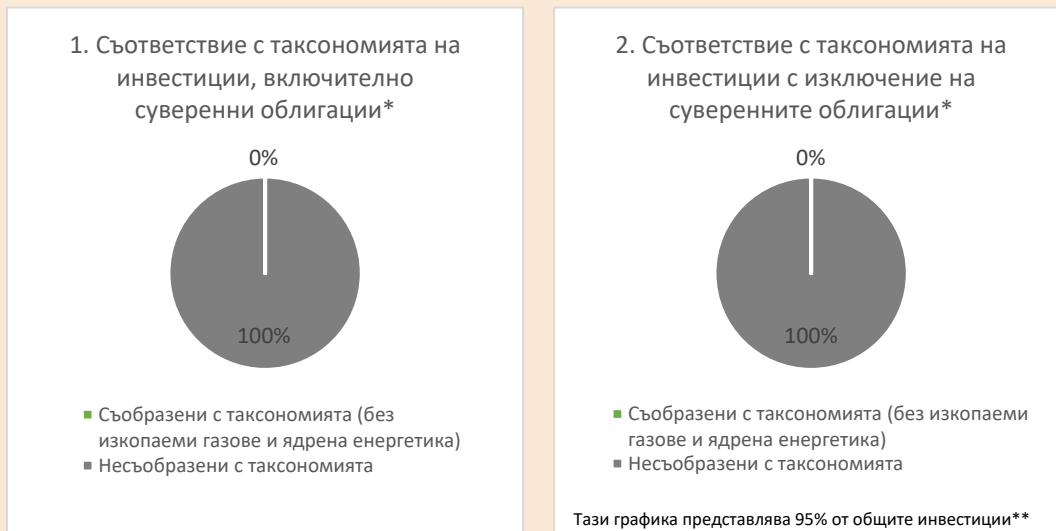 1. Съответствие с таксономията на
инвестиции, включително
суверенни облигации*
0%
100%
■ Съобразени с таксономията (без
изкопаеми газове и ядрена енергетика)
■ Несъобразени с таксономията
2. Съответствие с таксономията на
инвестиции с изключение на
суверенните облигации*
0%
100%
■ Съобразени с таксономията (без изкопаеми
газове и ядрена енергетика)
■ Несъобразени с таксономията
Тази графика представлява 95% от общите инвестиции**